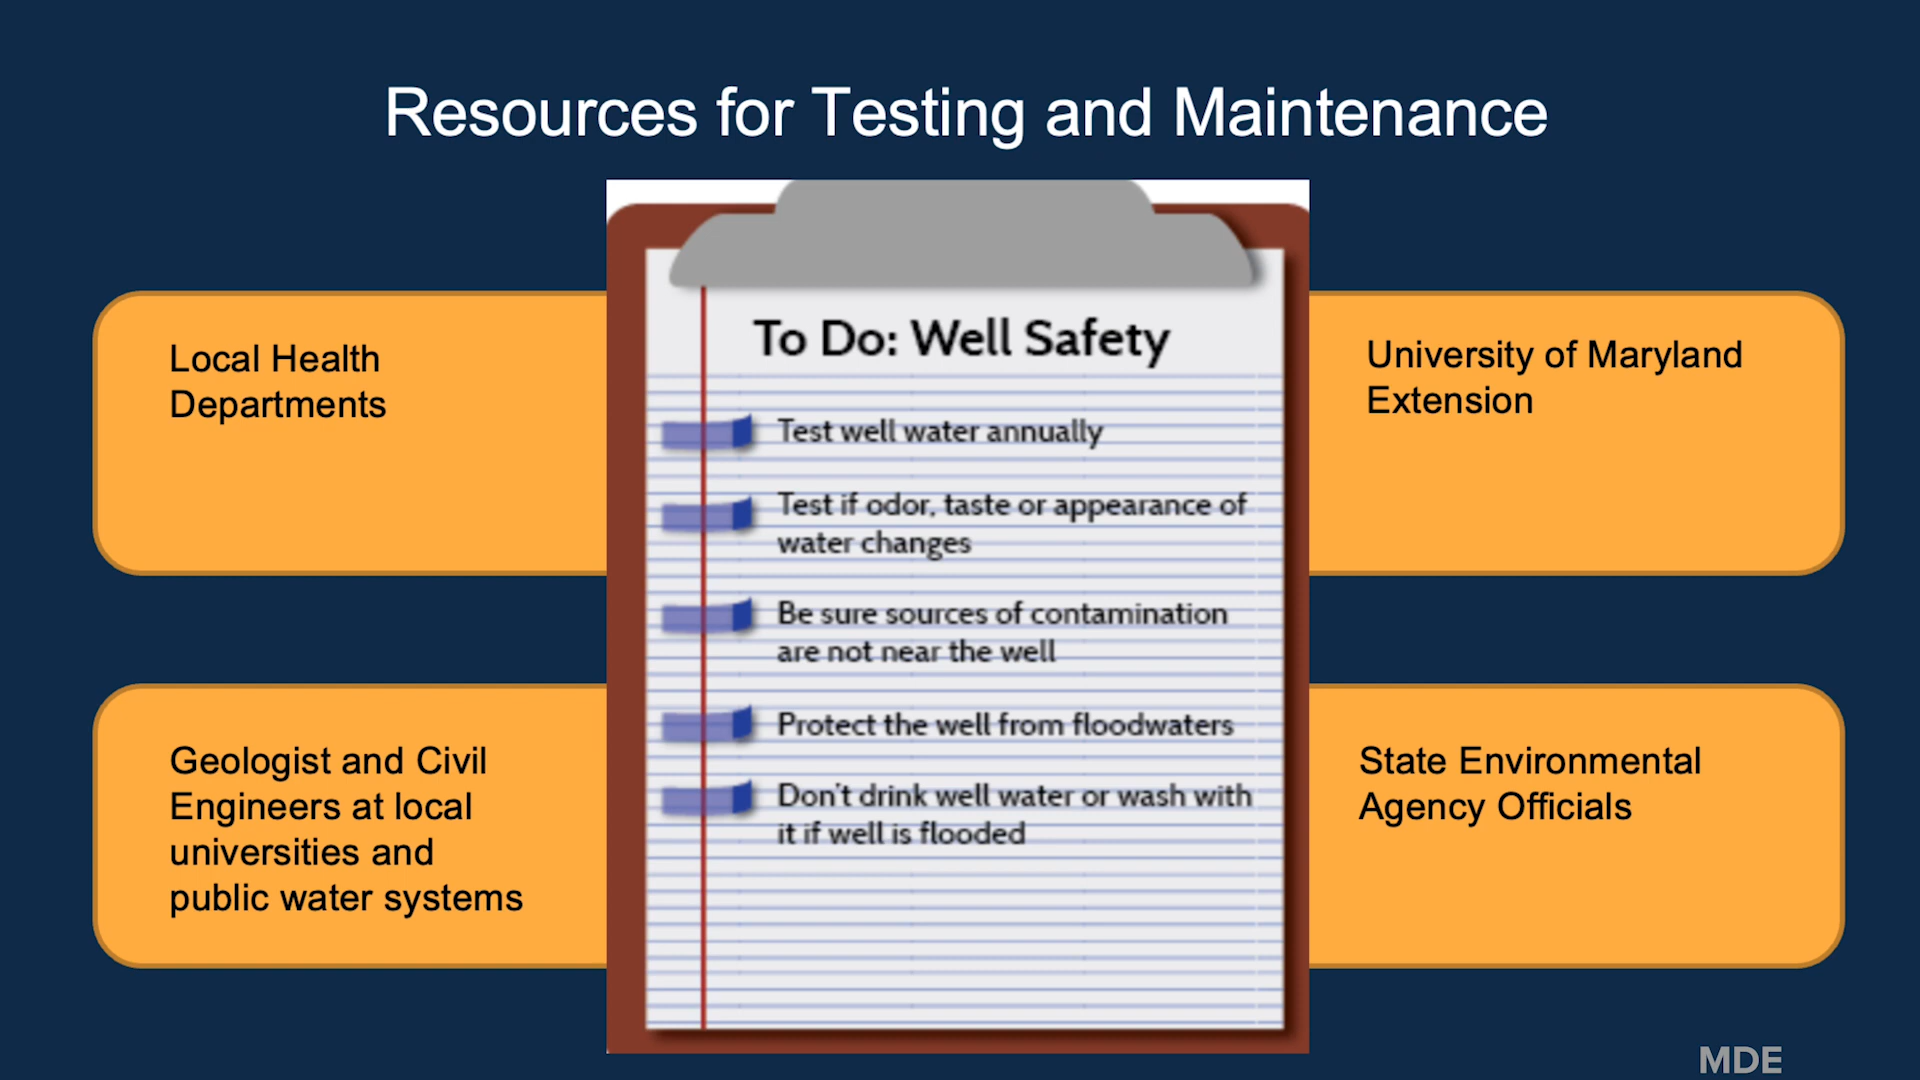 Resources for Testing and Maintenance
Local Health
Departments
Geologist and Civil
Engineers at local
universities and
public water systems
To Do: Well Safety
Test well water annually
Test if odor, taste or appearance of
water changes
Be sure sources of contamination
are not near the well
Protect the well from floodwaters
Don't drink well water or wash with
it if well is flooded
University of Maryland
Extension
State Environmental
Agency Officials
MDE